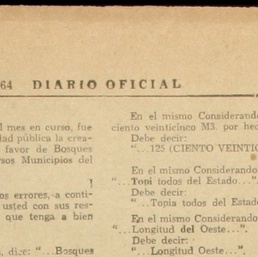 64 DIARIO OFICIAL
l mes en curso, fue
dad pública la crea-
favor de Bosques
rsos Municipios del
os errores, a conti-
usted con sus res-
que tenga a bien
dice: "...Bosques
En el mismo Considerando
ciento veinticinco M3. por hec
Debe decir:
"...125 (CIENTO VEINTIC
En el mismo Considerando
"...Topi todos del Estado..."
Debe decir:
"...Topia todos del Estado
En el mismo Considerando
"...Longitud del Oeste...".
Debe decir:
"...Longitud Oeste...".